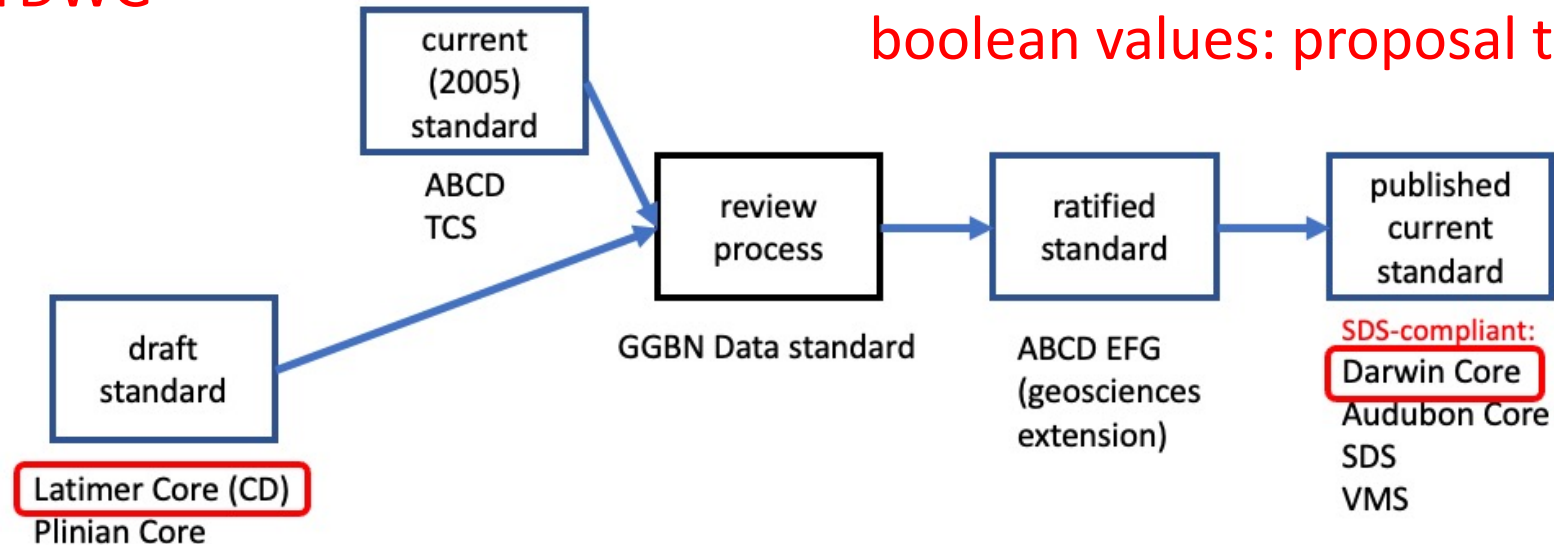 TDWG
boolean values: proposal t
current
(2005)
standard
ABCD
TCS
review
process
GGBN Data standard
ratified
standard
ABCD EFG
(geosciences
extension)
published
current
standard
SDS-compliant:
Darwin Core
Audubon Core
SDS
VMS
draft
standard
Latimer Core (CD)
Plinian Core